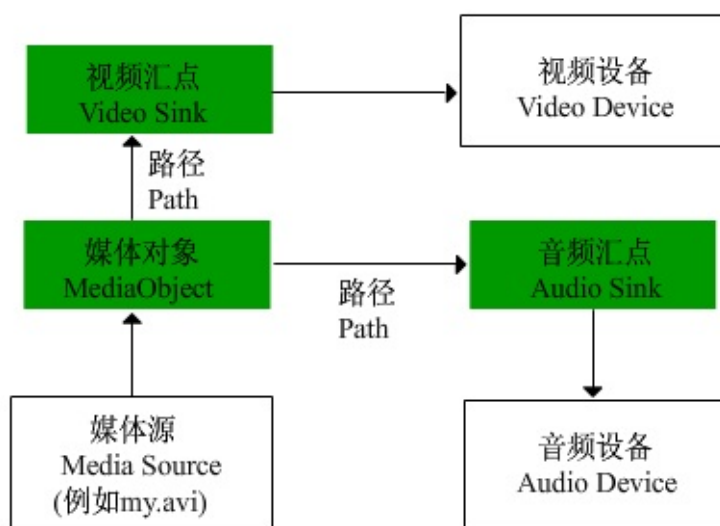 视频汇点
Video Sink
视频设备
Video Device
路径
Path
媒体对象
MediaObject
路径
Path
音频汇点
Audio Sink
媒体源
Media Source
(例如my.avi)
音频设备
Audio Device